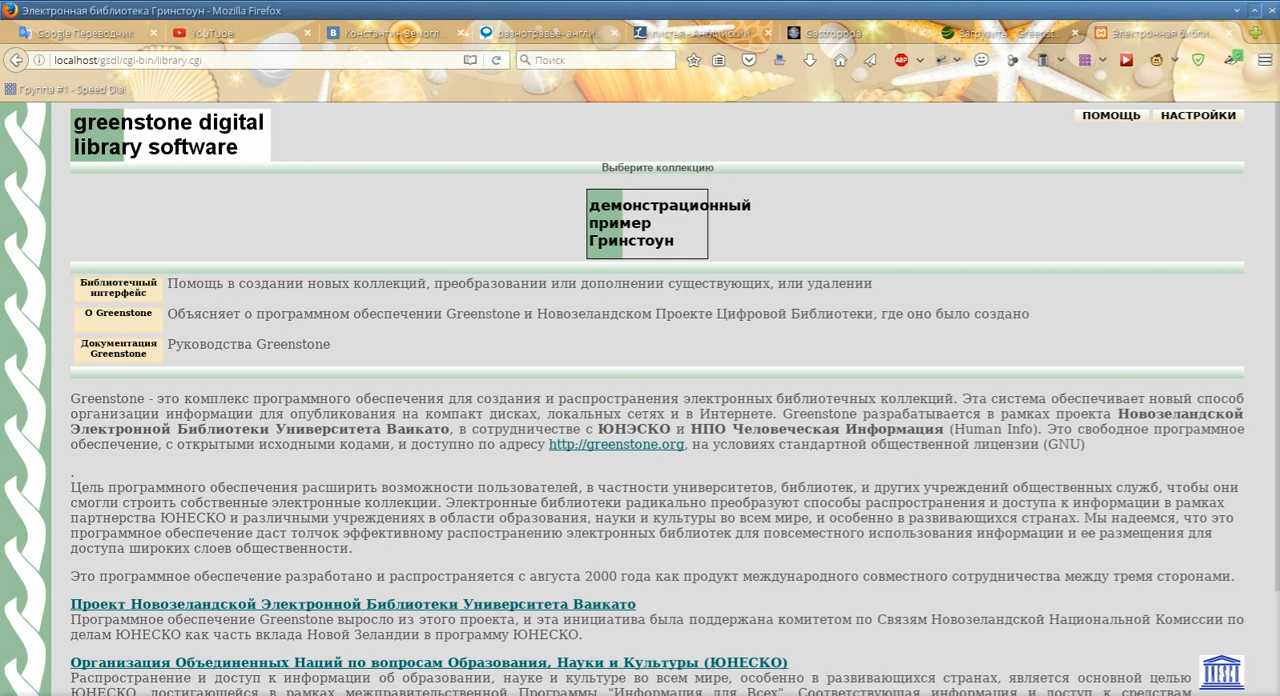 Электронная библиотека Гринстоун - Mozilla Firefox
Google Переводчик
YouTube
Gastropoda
localhost/gsdl/cgi-bin/library.cgi
Поиск
ABP
Группа #1 - Speed Dial
greenstone digital
library software
ПОМОЩЬ НАСТРОЙКИ
Выберите коллекцию
демонстрационный
пример
Гринстоун
Библиотечный
интерфейс
Помощь в создании новых коллекций, преобразовании или дополнении существующих, или удалении
О Greenstone
Объясняет о программном обеспечении Greenstone и Новозеландском Проекте Цифровой Библиотеки, где оно было создано
Документация
Greenstone
Руководства Greenstone
Greenstone - это комплекс программного обеспечения для создания и распространения электронных библиотечных коллекций. Эта система обеспечивает новый способ
организации информации для опубликования на компакт дисках, локальных сетях и в Интернете. Greenstone разрабатывается в рамках проекта Новозеландской
Электронной Библиотеки Университета Ваикато, в сотрудничестве с ЮНЭСКО и НПО Человеческая Информация (Human Info). Это свободное программное
обеспечение, с открытыми исходными кодами, и доступно по адресу http://greenstone.org, на условиях стандартной общественной лицензии (GNU)
.
Цель программного обеспечения расширить возможности пользователей, в частности университетов, библиотек, и других учреждений общественных служб, чтобы они
смогли строить собственные электронные коллекции. Электронные библиотеки радикально преобразуют способы распространения и доступа к информации в рамках
партнерства ЮНЕСКО и различными учреждениях в области образования, науки и культуры во всем мире, и особенно в развивающихся странах. Мы надеемся, что это
программное обеспечение даст толчок эффективному распостранению электронных библиотек для повсеместного использования информации и ее размещения для
доступа широких слоев общественности.
Это программное обеспечение разработано и распространяется с августа 2000 года как продукт международного совместного сотрудничества между тремя сторонами.
Проект Новозеландской Электронной Библиотеки Университета Ваикато
Программное обеспечение Greenstone выросло из этого проекта, и эта инициатива была поддержана комитетом по Связям Новозеландской Национальной Комиссии по
делам ЮНЕСКО как часть вклада Новой Зеландии в программу ЮНЕСКО.
Организация Объединенных Наций по вопросам Образования, Науки и Культуры (ЮНЕСКО)
Распространение и доступ к информации об образовании, науке и культуре во всем мире, особенно в развивающихся странах, является основной целью
ЮНЕСКО, достигающейся в рамках межправительственной Программы "Информация для Всех". Соответствующая информация и доступ к средствам